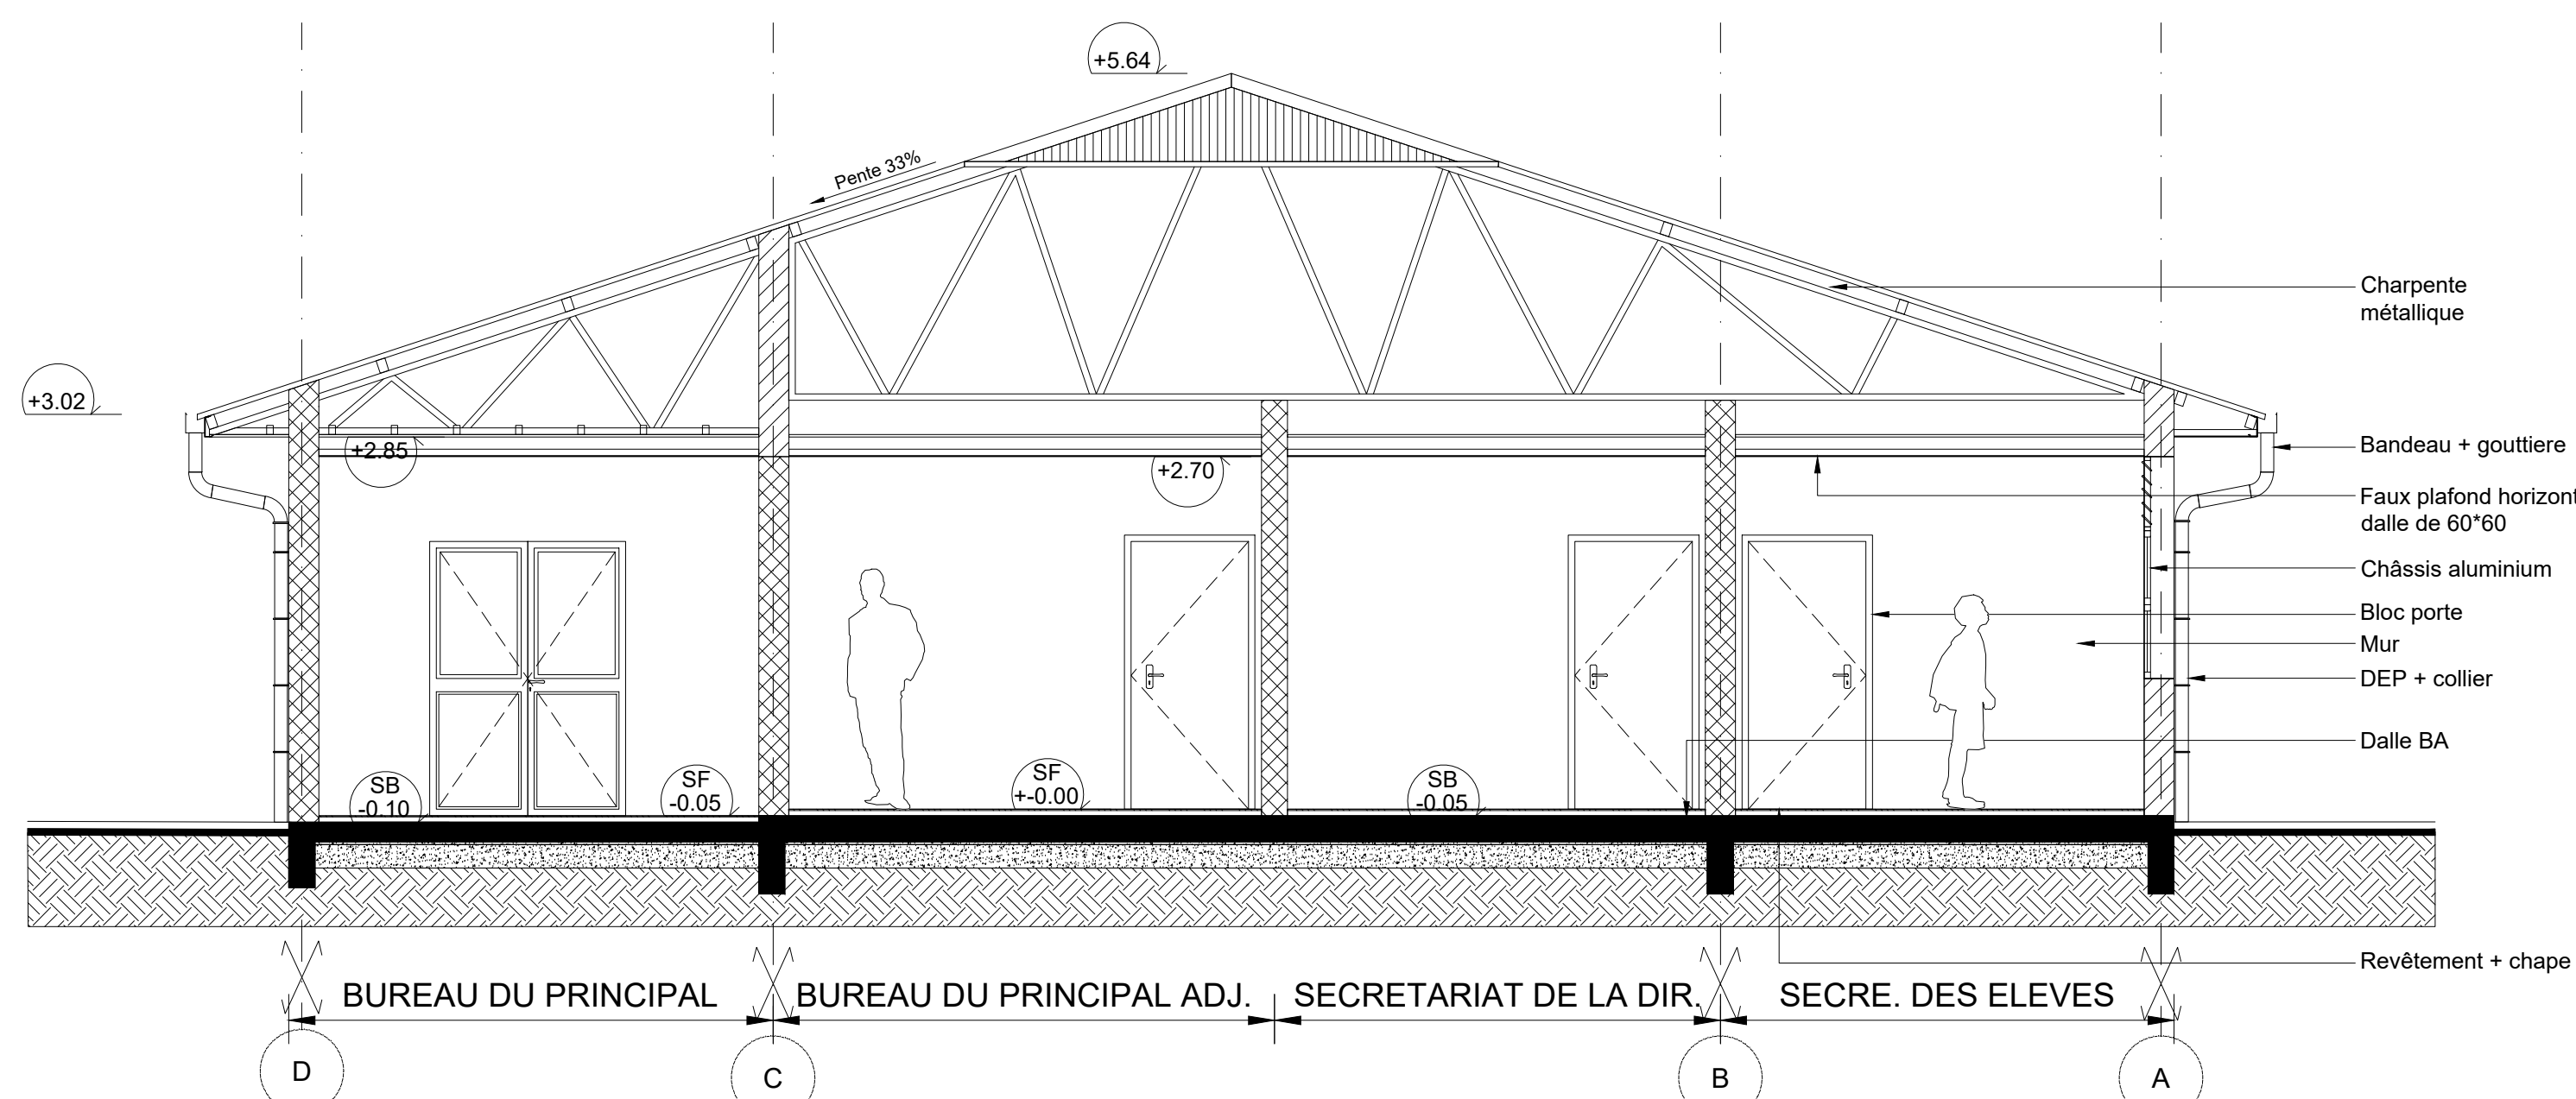 +5.64
Pente 33%
+3.02
Charpente
métallique
+2.85
+2.70
Bandeau + gouttiere
Faux plafond horizont
dalle de 60*60
Châssis aluminium
Bloc porte
Mur
DEP + collier
Dalle BA
SB
-0.10
SF
-0.05
SF
+-0.00
SB
-0.05
Revêtement + chape
BUREAU DU PRINCIPAL
BUREAU DU PRINCIPAL ADJ.
SECRETARIAT DE LA DIR.
SECRE. DES ELEVES
D
C
B
A